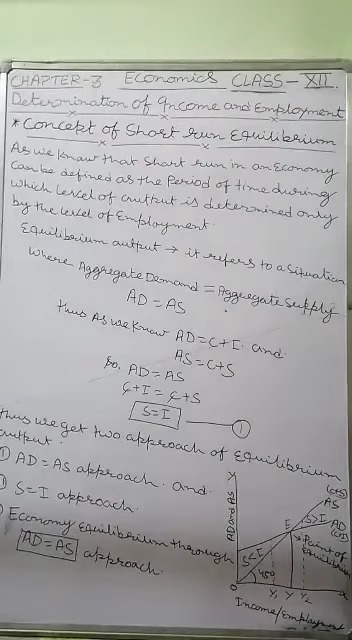 CHAPTER-3 Economics CLASS-XII
Determination of Income and Employment
* Concept of Short run Equilibrium
As we know that short run in an Economy
can be defined as the Period of time during
which Level of output is determined only
by the level of Employment.
Equilibrium output → it refers to a situation
where Aggregate Demand = Aggregate Supply
AD = AS
thus As we know AD = C+I and
AS = C+S
So, AD = AS
C+I = C+S
S=I ①
thus we get two approach of Equilibrium
output.
① AD = AS approach. and
S=I approach.
Economy Equilibrium through
AD=AS approach.
Y
AD and AS
(C+S)
AS
S>I AD
(C+I)
E
Point of
Equilibrium
S<I
45°
O Y₁ Y Y₂ X
Income/Employment